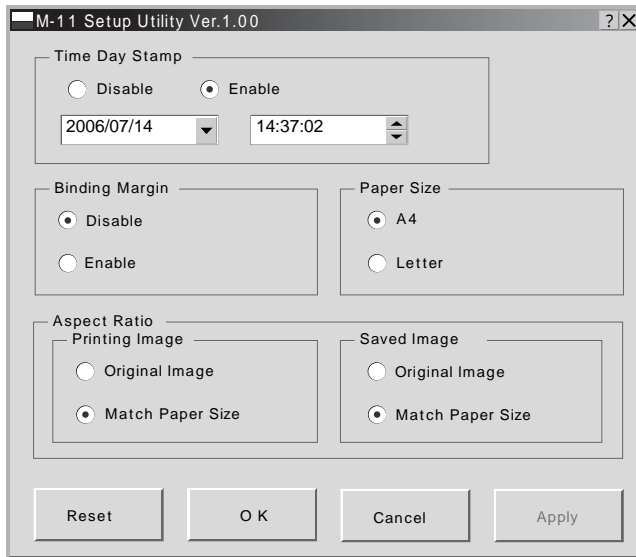 M-11 Setup Utility Ver.1.00 ? X
Time Day Stamp
Disable Enable
2006/07/14 14:37:02
Binding Margin
Disable
Enable
Paper Size
A4
Letter
Aspect Ratio
Printing Image
Original Image
Match Paper Size
Saved Image
Original Image
Match Paper Size
Reset OK Cancel Apply